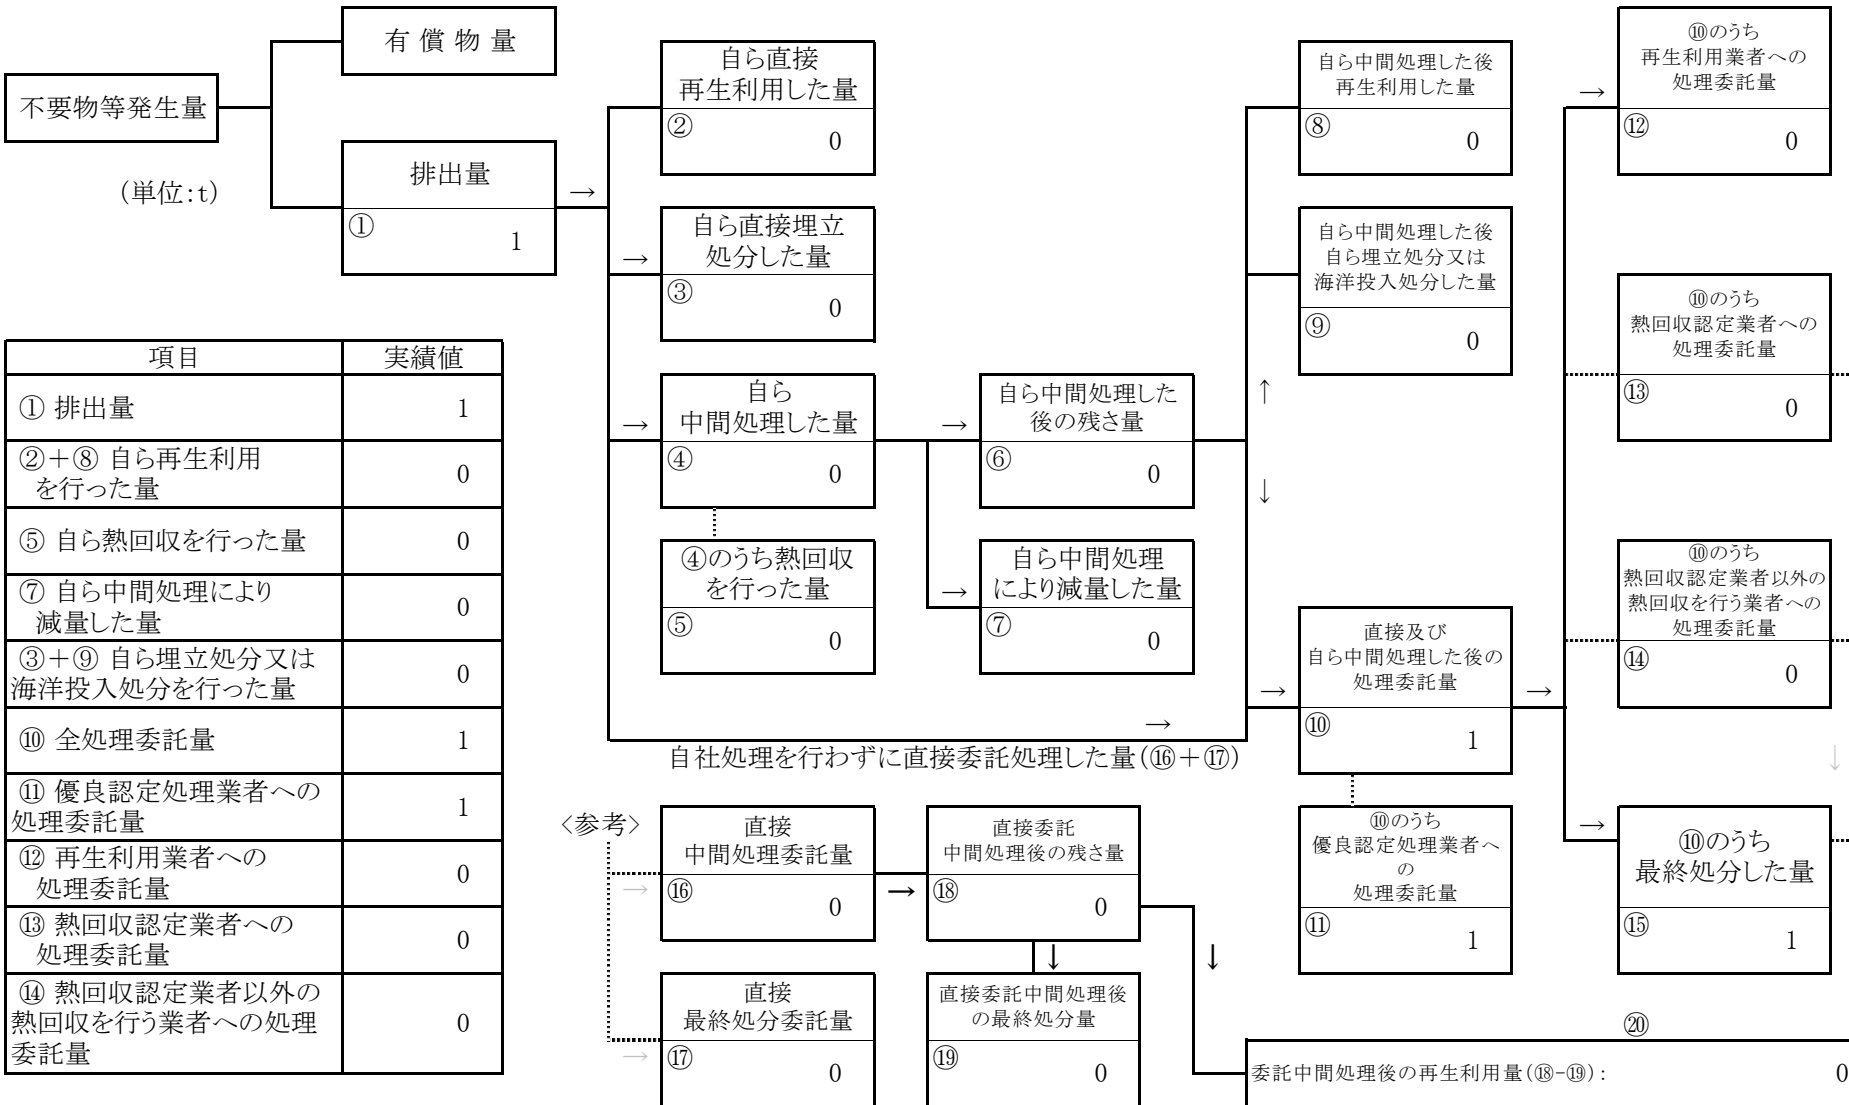 不要物等発生量
(単位:t)
有 償 物 量
排出量
①
1
→
自ら直接
再生利用した量
②
0
→
自ら直接埋立
処分した量
③
0
→
自ら
中間処理した量
④
0
④のうち熱回収
を行った量
⑤
0
→
自ら中間処理した
後の残さ量
⑥
0
→
自ら中間処理
により減量した量
⑦
0
↑
↓
自ら中間処理した後
再生利用した量
⑧
0
自ら中間処理した後
自ら埋立処分又は
海洋投入処分した量
⑨
0
→
自社処理を行わずに直接委託処理した量(⑯+⑰)
→
直接及び
自ら中間処理した後の
処理委託量
⑩
1
⑩のうち
優良認定処理業者へ
の
処理委託量
⑪
1
→
→
⑩のうち
再生利用業者への
処理委託量
⑫
0
⑩のうち
熱回収認定業者への
処理委託量
⑬
0
⑩のうち
熱回収認定業者以外の
熱回収を行う業者への
処理委託量
⑭
0
↓
→
⑩のうち
最終処分した量
⑮
1
項目 実績値
① 排出量 1
②+⑧ 自ら再生利用
を行った量 0
⑤ 自ら熱回収を行った量 0
⑦ 自ら中間処理により
減量した量 0
③+⑨ 自ら埋立処分又は
海洋投入処分を行った量 0
⑩ 全処理委託量 1
⑪ 優良認定処理業者への
処理委託量 1
⑫ 再生利用業者への
処理委託量 0
⑬ 熱回収認定業者への
処理委託量 0
⑭ 熱回収認定業者以外の
熱回収を行う業者への処理
委託量 0
<参考>
→
直接
中間処理委託量
⑯
0
→
直接委託
中間処理後の残さ量
⑱
0
↓
↓
→
直接
最終処分委託量
⑰
0
直接委託中間処理後
の最終処分量
⑲
0
⑳
委託中間処理後の再生利用量(⑱-⑲): 0